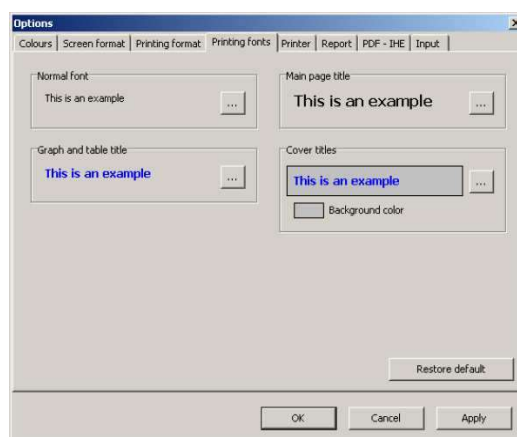 Options
Colours Screen format Printing format Printing fonts Printer Report PDF - IHE Input
Normal font
This is an example
...
Main page title
This is an example
...
Graph and table title
This is an example
...
Cover titles
This is an example
...
Background color
Restore default
OK Cancel Apply